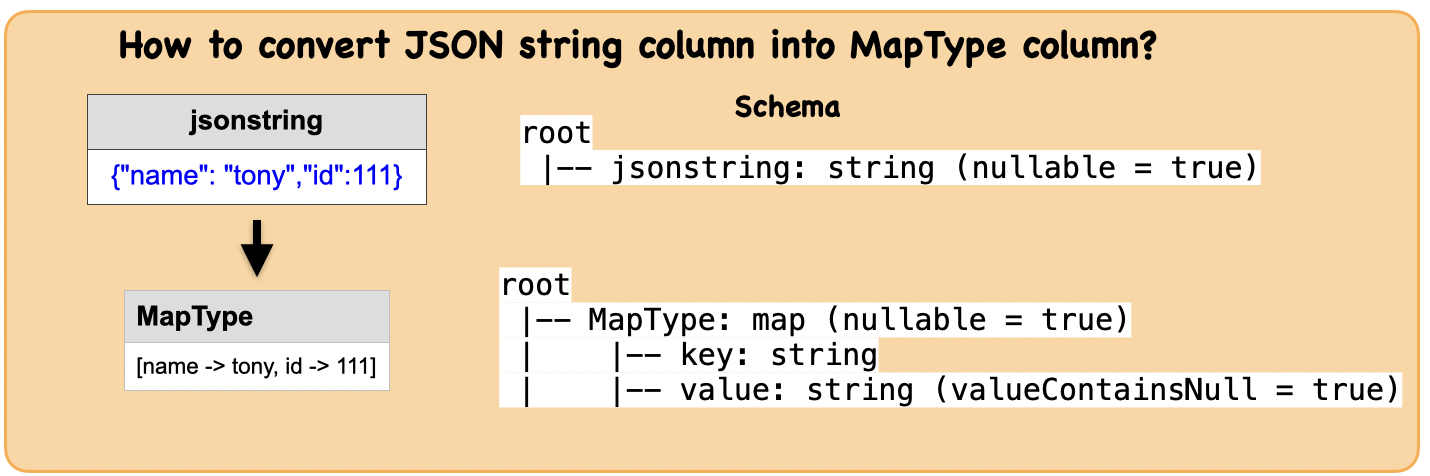 How to convert JSON string column into MapType column?
jsonstring
{"name": "tony","id":111}
MapType
[name -> tony, id -> 111]
Schema
root
|-- jsonstring: string (nullable = true)
root
|-- MapType: map (nullable = true)
|    |-- key: string
|    |-- value: string (valueContainsNull = true)